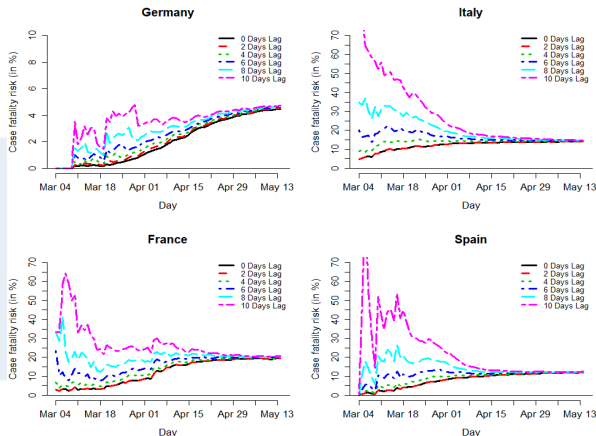 Germany
Case fatality risk (in %)
10
8
6
4
2
0
0 Days Lag
2 Days Lag
4 Days Lag
6 Days Lag
8 Days Lag
10 Days Lag
Mar 04 Mar 18 Apr 01 Apr 15 Apr 29 May 13
Day
Italy
Case fatality risk (in %)
70
60
50
40
30
20
10
0
0 Days Lag
2 Days Lag
4 Days Lag
6 Days Lag
8 Days Lag
10 Days Lag
Mar 04 Mar 18 Apr 01 Apr 15 Apr 29 May 13
Day
France
Case fatality risk (in %)
70
60
50
40
30
20
10
0
0 Days Lag
2 Days Lag
4 Days Lag
6 Days Lag
8 Days Lag
10 Days Lag
Mar 04 Mar 18 Apr 01 Apr 15 Apr 29 May 13
Day
Spain
Case fatality risk (in %)
70
60
50
40
30
20
10
0
0 Days Lag
2 Days Lag
4 Days Lag
6 Days Lag
8 Days Lag
10 Days Lag
Mar 04 Mar 18 Apr 01 Apr 15 Apr 29 May 13
Day